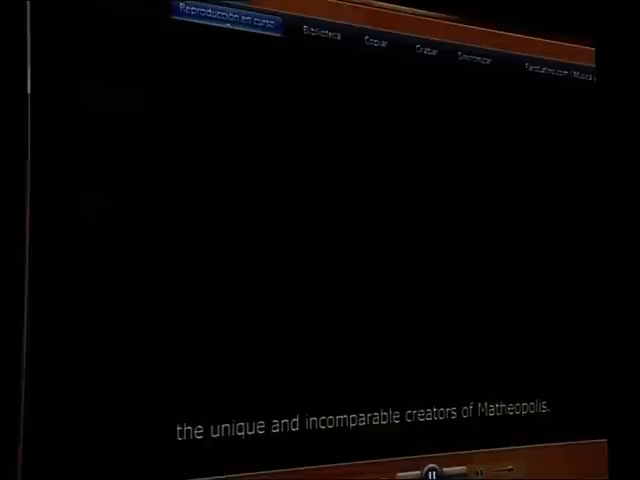 Reproducción en curso
Biblioteca
Copiar
Grabar
Sincronizar
the unique and incomparable creators of Matheopolis.